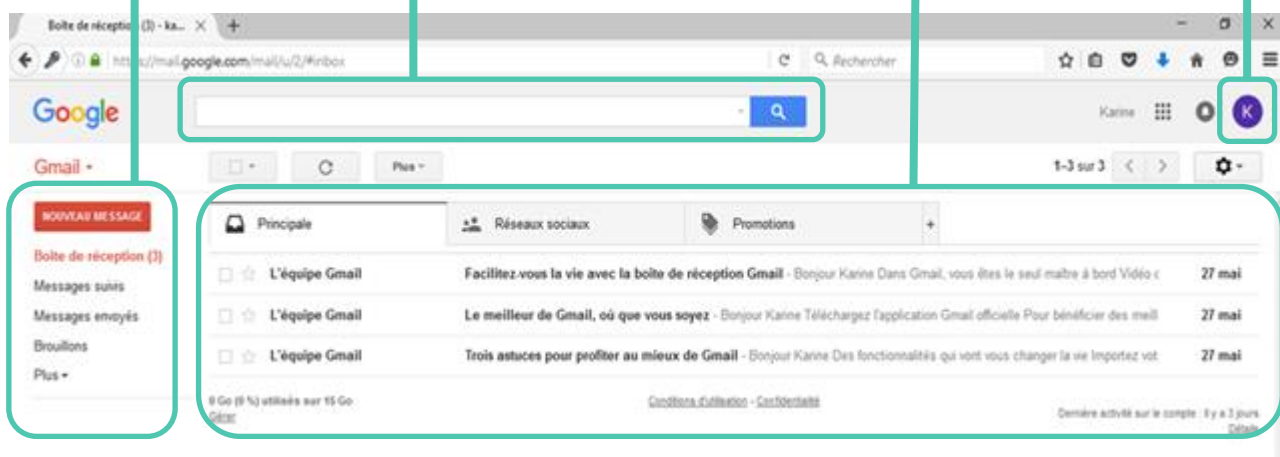 Boîte de réception (3) - ka...
https://mail.google.com/mail/u/2/#inbox
Rechercher
Google
Karine
K
Gmail
Plus
1–3 sur 3
NOUVEAU MESSAGE
Boîte de réception (3)
Messages suivis
Messages envoyés
Brouillons
Plus
Principale
Réseaux sociaux
Promotions
+
L'équipe Gmail Facilitez-vous la vie avec la boîte de réception Gmail - Bonjour Karine Dans Gmail, vous êtes le seul maître à bord Vidéo 27 mai
L'équipe Gmail Le meilleur de Gmail, où que vous soyez - Bonjour Karine Téléchargez l'application Gmail officielle Pour bénéficier des meill 27 mai
L'équipe Gmail Trois astuces pour profiter au mieux de Gmail - Bonjour Karine Des fonctionnalités qui vont vous changer la vie Importez vot 27 mai
0 Go (0 %) utilisés sur 15 Go
Gérer
Conditions d'utilisation - Confidentialité
Dernière activité sur le compte : il y a 3 jours
Détails